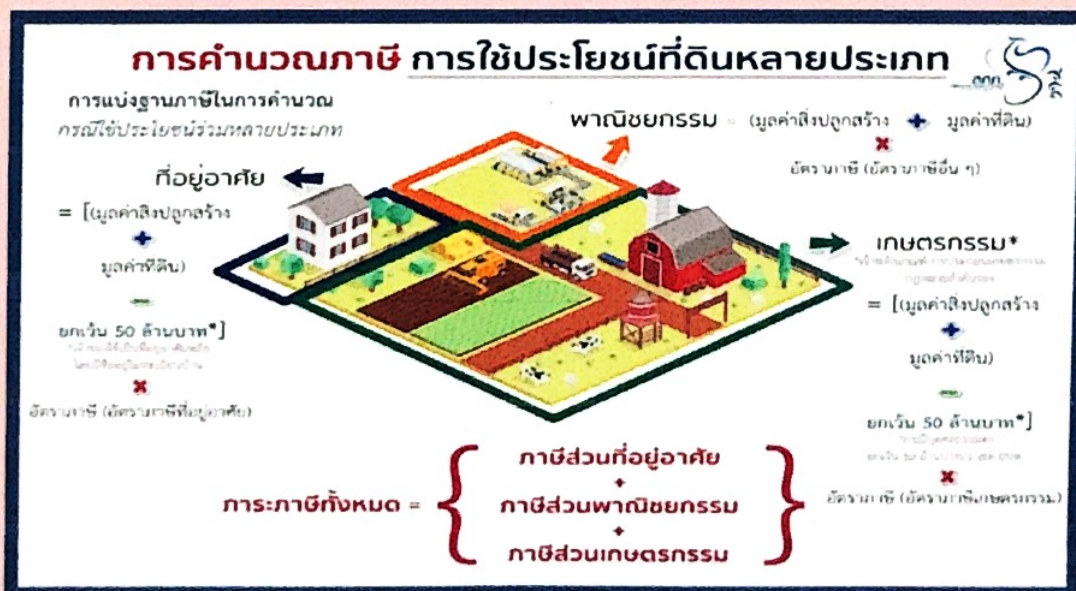 การคำนวณภาษี การใช้ประโยชน์ที่ดินหลายประเภท
การแบ่งฐานภาษีในการคำนวณ
กรณีใช้ประโยชน์ร่วมหลายประเภท
ที่อยู่อาศัย
= [(มูลค่าสิ่งปลูกสร้าง
+
มูลค่าที่ดิน)
-
ยกเว้น 50 ล้านบาท*]
×
อัตราภาษี (อัตราภาษีที่อยู่อาศัย)
พาณิชยกรรม = (มูลค่าสิ่งปลูกสร้าง + มูลค่าที่ดิน)
×
อัตราภาษี (อัตราภาษีอื่น ๆ)
เกษตรกรรม*
= [(มูลค่าสิ่งปลูกสร้าง
+
มูลค่าที่ดิน)
-
ยกเว้น 50 ล้านบาท*]
×
อัตราภาษี (อัตราภาษีเกษตรกรรม)
ภาระภาษีทั้งหมด =
ภาษีส่วนที่อยู่อาศัย
+
ภาษีส่วนพาณิชยกรรม
+
ภาษีส่วนเกษตรกรรม